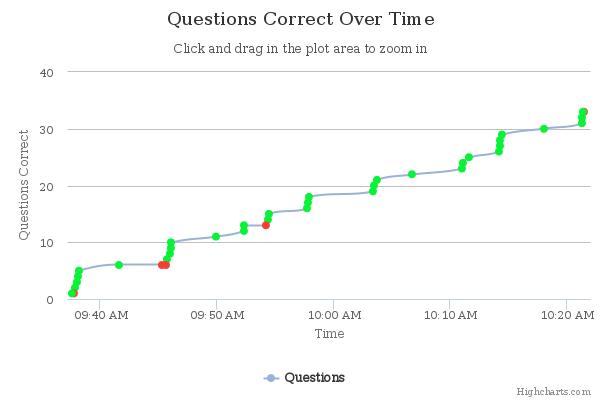 Questions Correct Over Time
Click and drag in the plot area to zoom in
Questions Correct
40
30
20
10
0
09:40 AM 09:50 AM 10:00 AM 10:10 AM 10:20 AM
Time
Questions
Highcharts.com